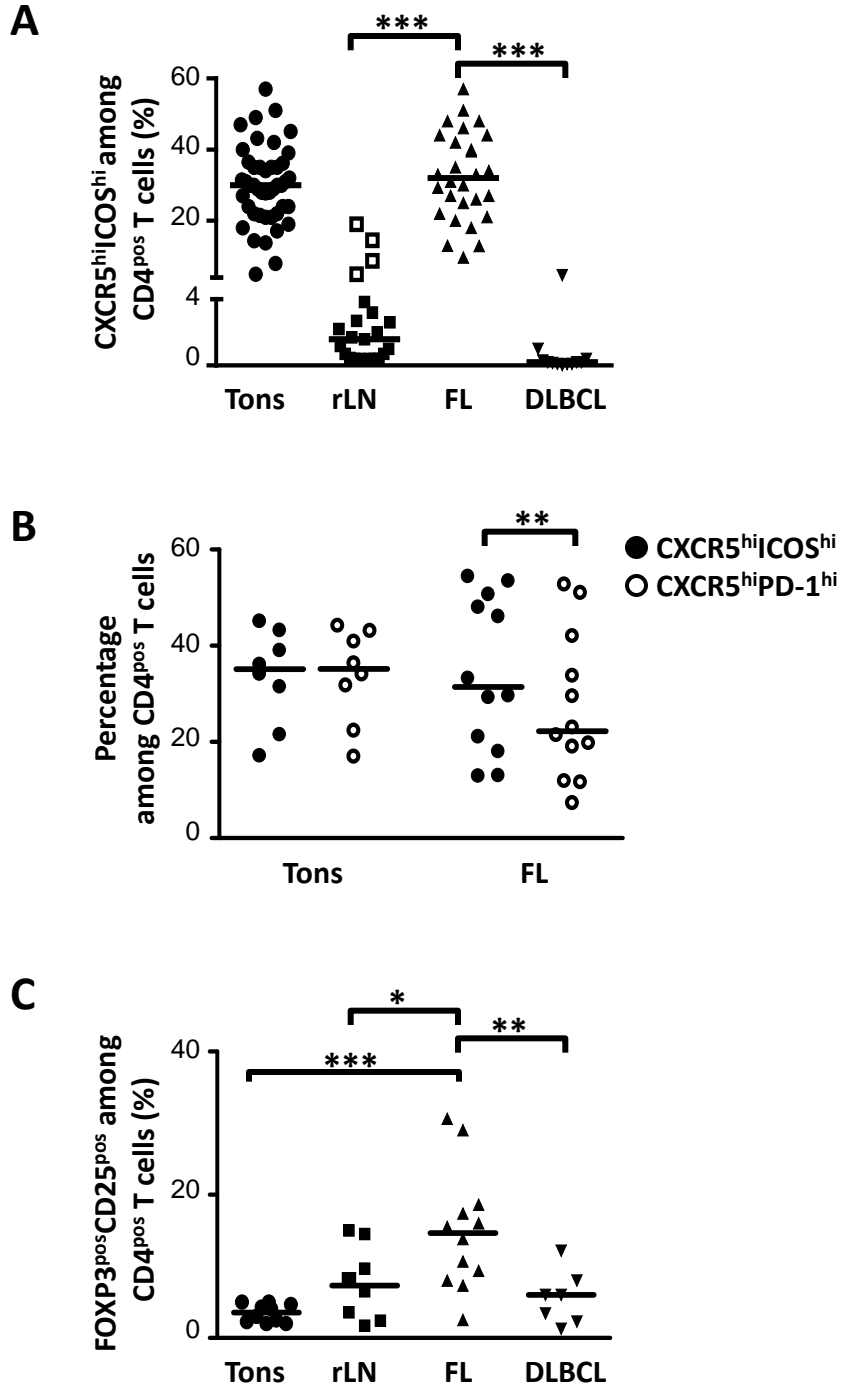 A
CXCR5hiICOShi among
CD4pos T cells (%)
***
***
60
40
20
4
0
Tons rLN FL DLBCL
B
Percentage
among CD4pos T cells
**
60
40
20
0
Tons FL
CXCR5hiICOShi
CXCR5hiPD-1hi
C
FOXP3posCD25pos among
CD4pos T cells (%)
*
**
***
40
20
0
Tons rLN FL DLBCL